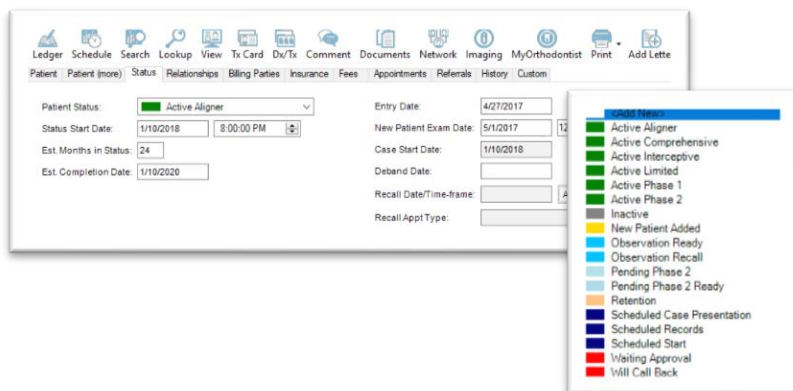 Ledger Schedule Search Lookup View Tx Card Dx/Tx Comment Documents Network Imaging MyOrthodontist Print Add Lette
Patient Patient (more) Status Relationships Billing Parties Insurance Fees Appointments Referrals History Custom
Patient Status: Active Aligner
Status Start Date: 1/10/2018 8:00:00 PM
Est. Months in Status: 24
Est. Completion Date: 1/10/2020
Entry Date: 4/27/2017
New Patient Exam Date: 5/1/2017 12
Case Start Date: 1/10/2018
Deband Date:
Recall Date/Time-frame: A
Recall Appt Type:
<Add New>
Active Aligner
Active Comprehensive
Active Interceptive
Active Limited
Active Phase 1
Active Phase 2
Inactive
New Patient Added
Observation Ready
Observation Recall
Pending Phase 2
Pending Phase 2 Ready
Retention
Scheduled Case Presentation
Scheduled Records
Scheduled Start
Waiting Approval
Will Call Back